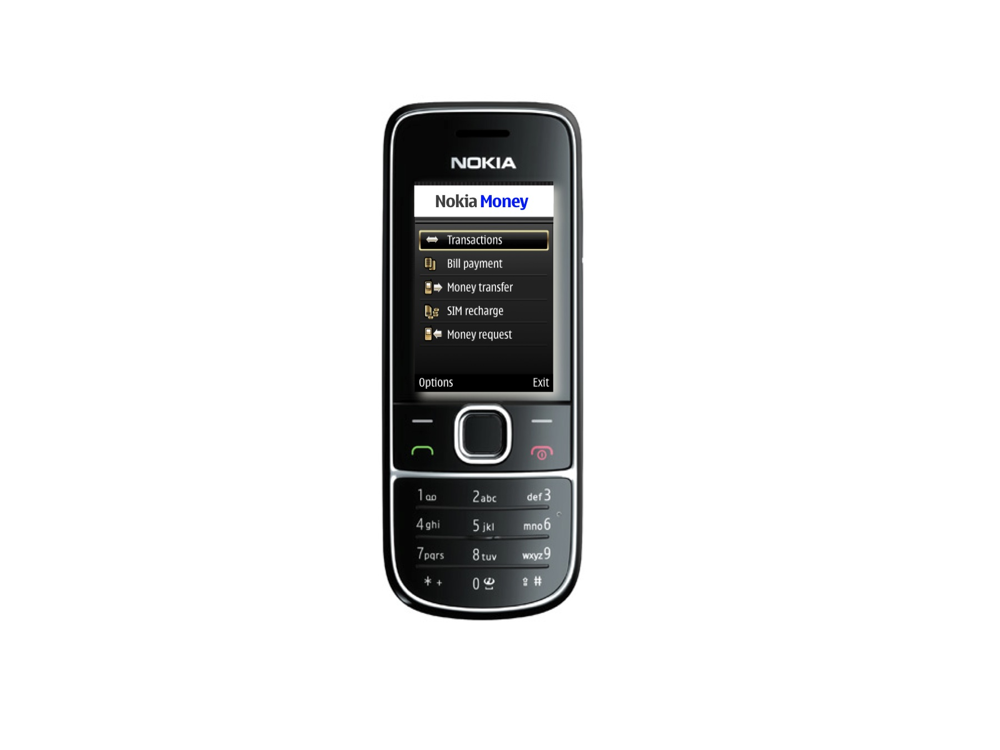 NOKIA
Nokia Money
Transactions
Bill payment
Money transfer
SIM recharge
Money request
Options Exit
1 2abc def3
4ghi 5jkl mno6
7pqrs 8tuv wxyz9
* + 0 #